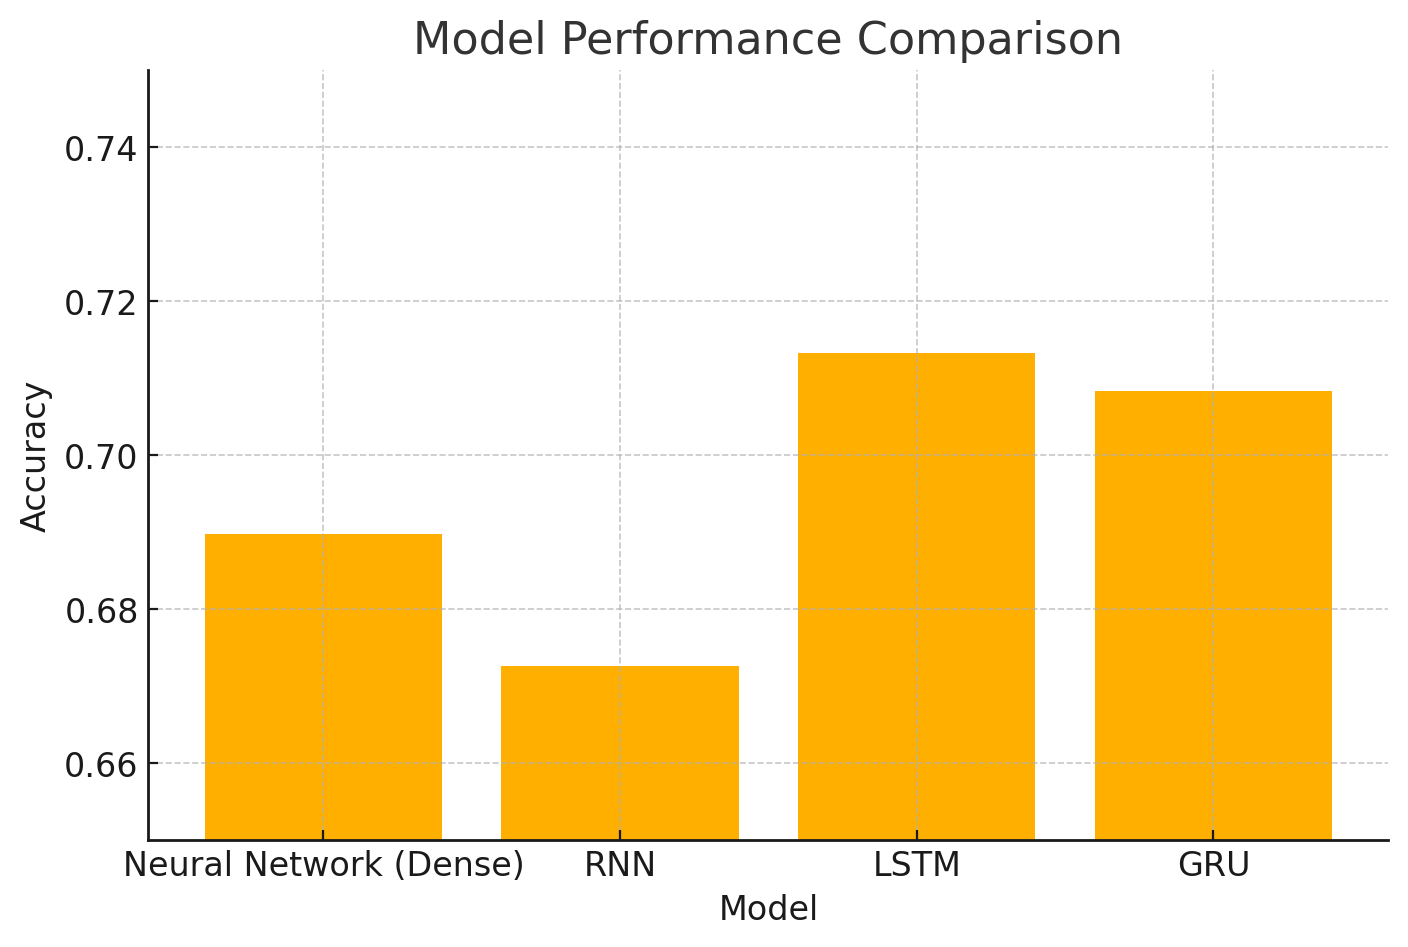 Model Performance Comparison
0.74
0.72
0.70
0.68
0.66
Accuracy
Neural Network (Dense) RNN LSTM GRU
Model